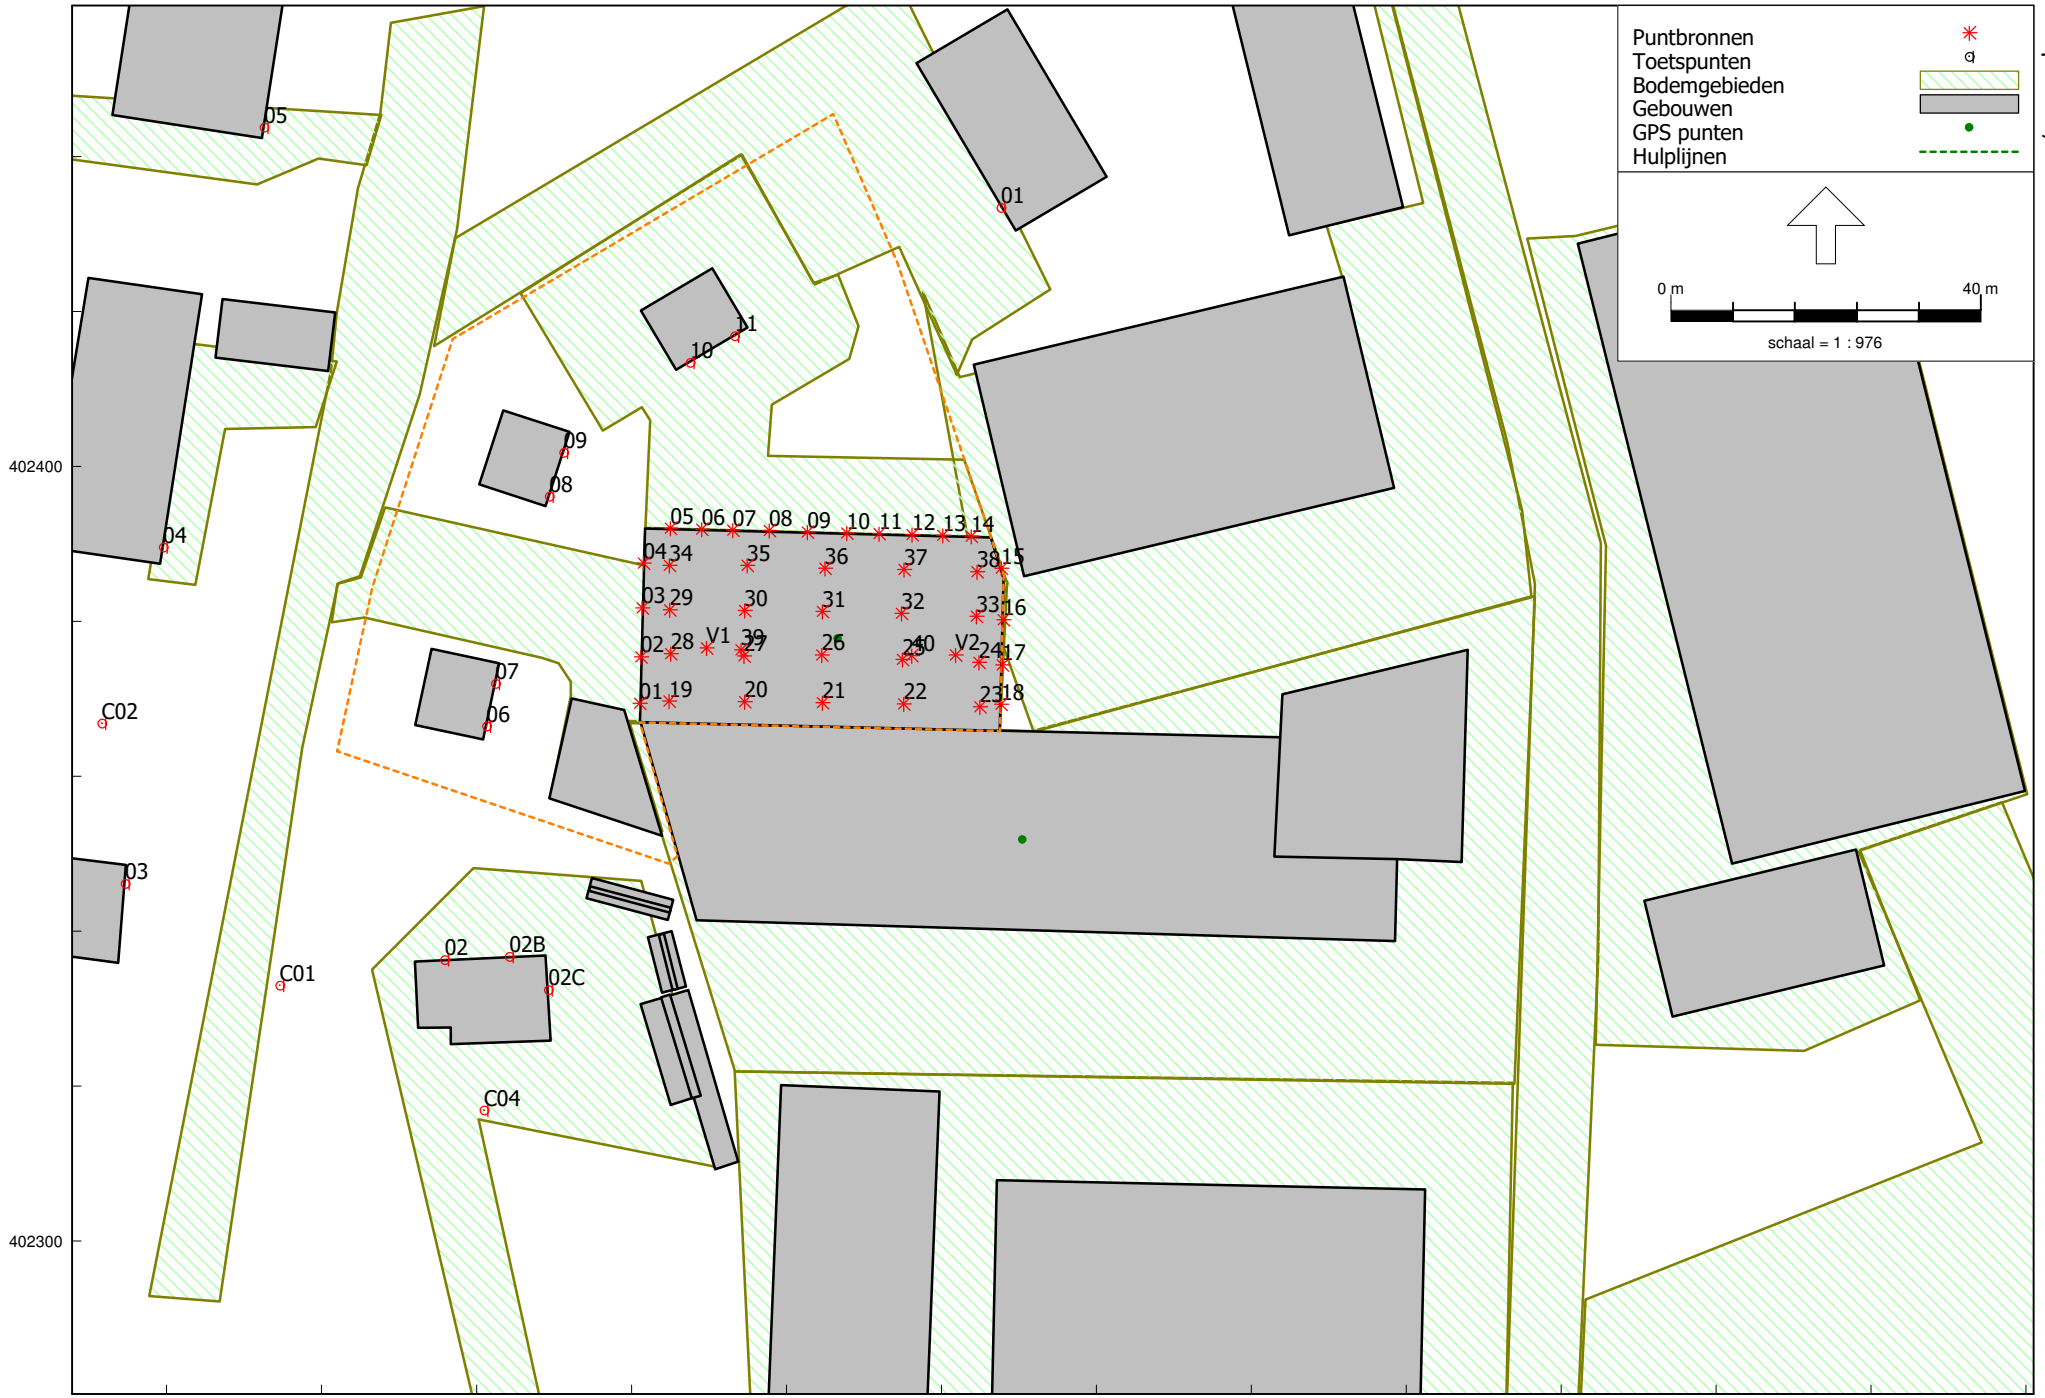 Puntbronnen
Toetspunten
Bodemgebieden
Gebouwen
GPS punten
Hulplijnen
0 m 40 m
schaal = 1 : 976
05
01
11
10
09
402400
08
04
05 06 07 08 09 10 11 12 13 14
04 34 35 36 37 38 15
03 29 30 31 32 33 16
02 28 V1 39 27 26 25 40 V2 24 17
01 19 20 21 22 23 18
07
06
C02
03
02 02B
02C
C01
C04
402300